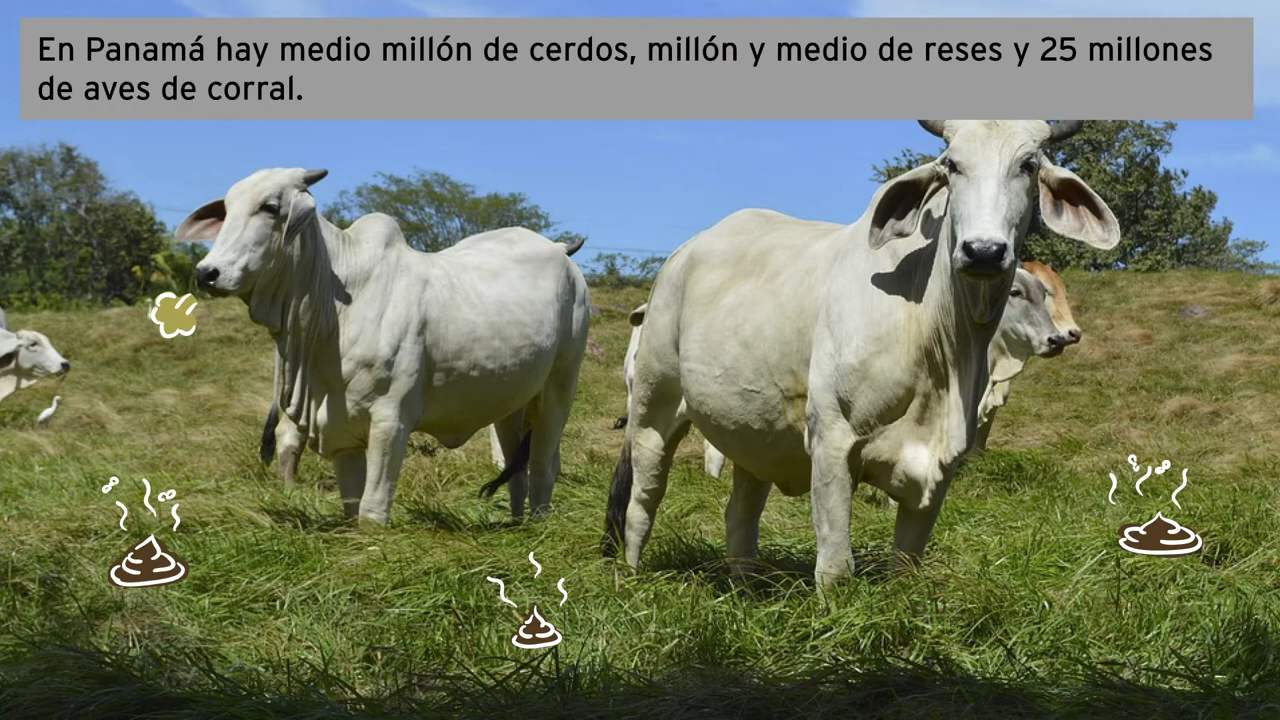 En Panamá hay medio millón de cerdos, millón y medio de reses y 25 millones
de aves de corral.